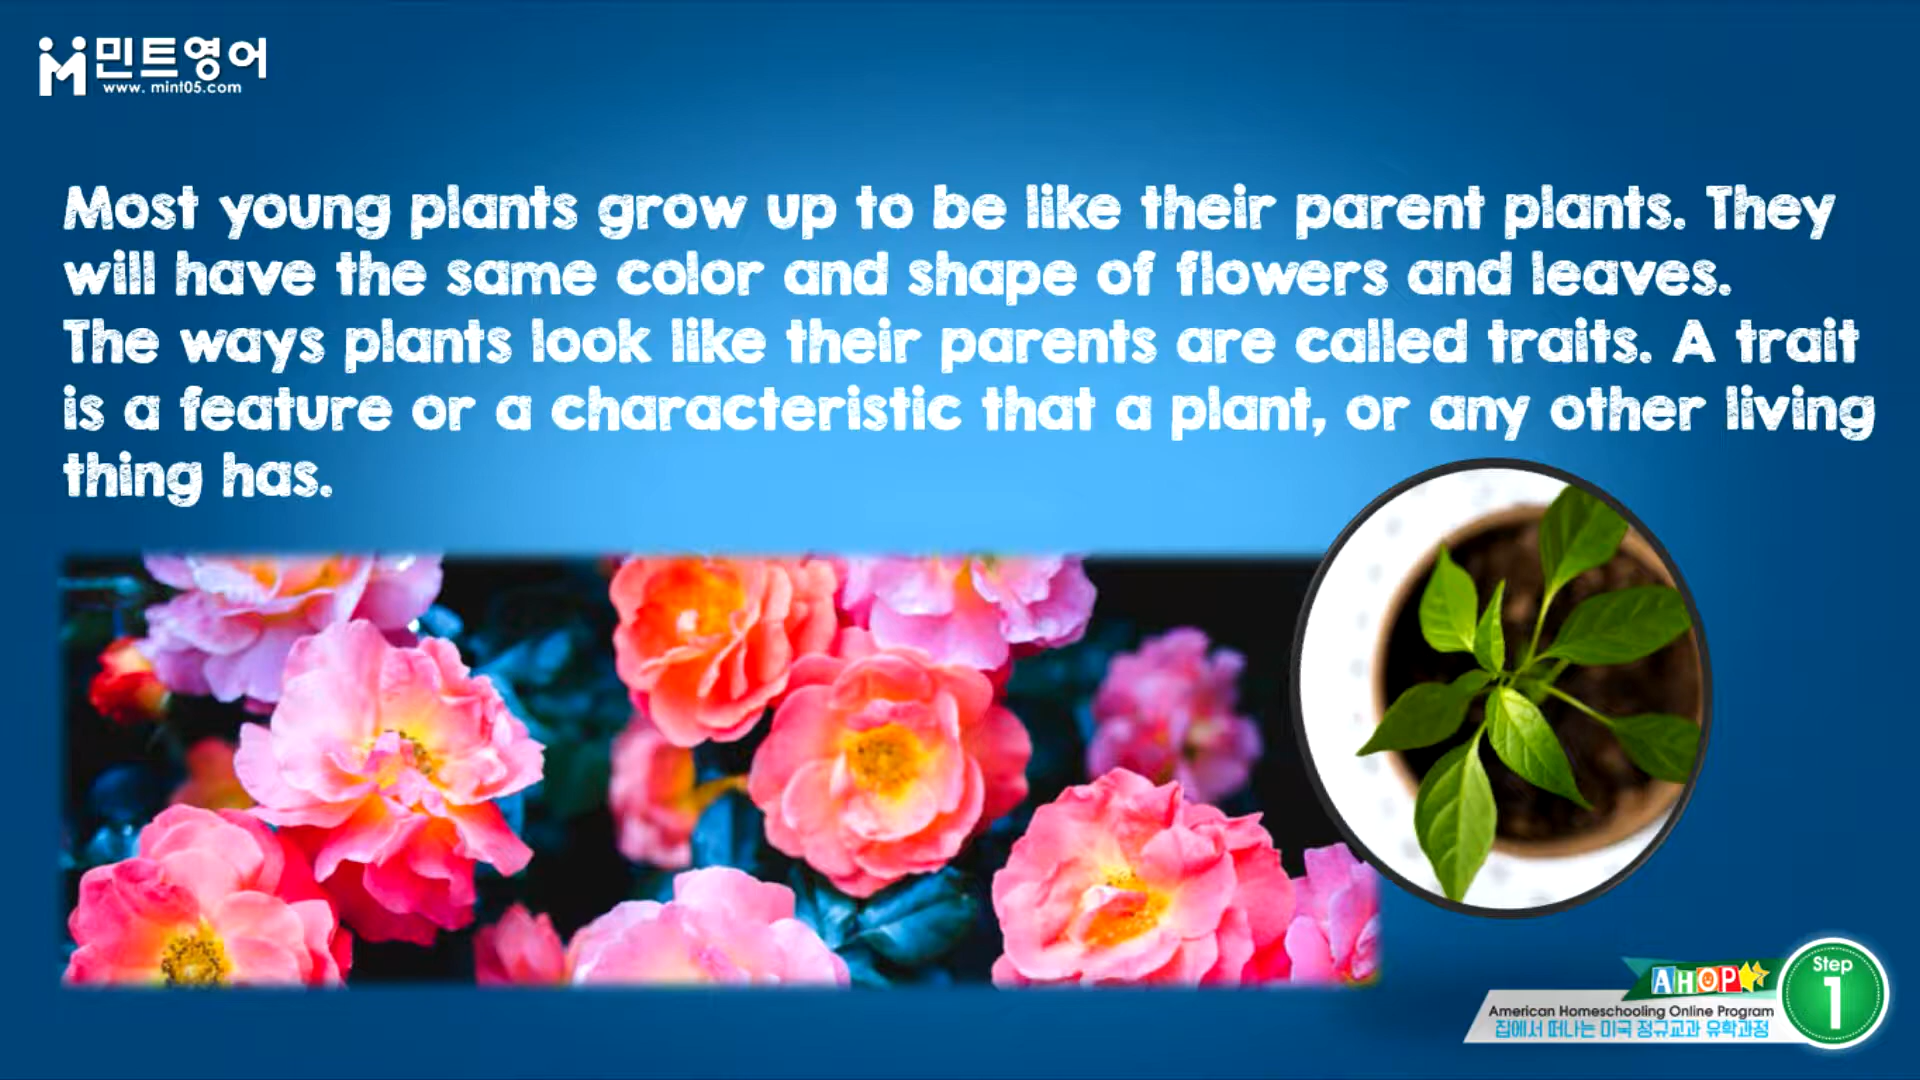 민트영어
www. mint05.com
Most young plants grow up to be like their parent plants. They
will have the same color and shape of flowers and leaves.
The ways plants look like their parents are called traits. A trait
is a feature or a characteristic that a plant, or any other living
thing has.
AHOP
Step
1
American Homeschooling Online Program
집에서 떠나는 미국 정규교과 유학과정